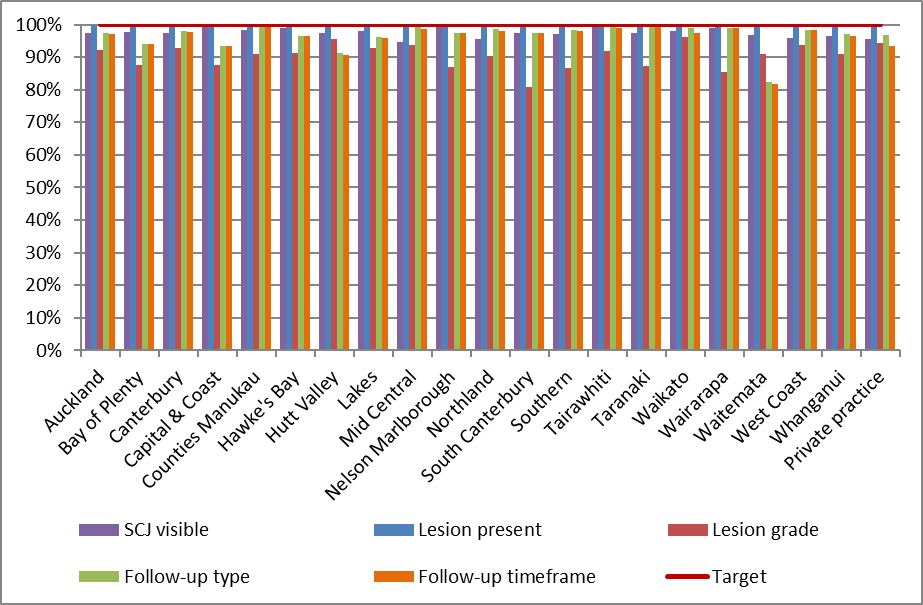 100%
90%
80%
70%
60%
50%
40%
30%
20%
10%
0%
Auckland
Bay of Plenty
Canterbury
Capital & Coast
Counties Manukau
Hawke's Bay
Hutt Valley
Lakes
Mid Central
Nelson Marlborough
Northland
South Canterbury
Southern
Tairawhiti
Taranaki
Waikato
Wairarapa
Waitemata
West Coast
Whanganui
Private practice
SCJ visible
Lesion present
Lesion grade
Follow-up type
Follow-up timeframe
Target